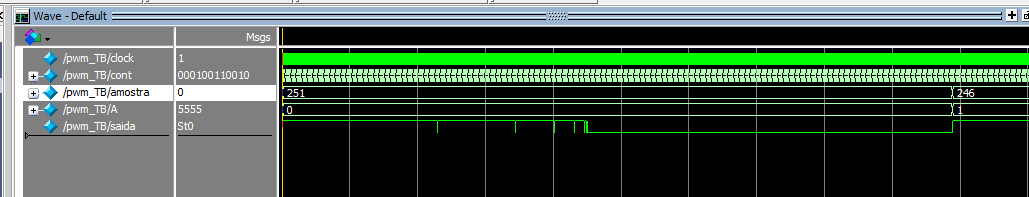 Wave - Default
Msgs
/pwm_TB/clock 1
/pwm_TB/cont 000100110010
/pwm_TB/amostra 0 251 246
/pwm_TB/A 5555 0 1
/pwm_TB/saida St0